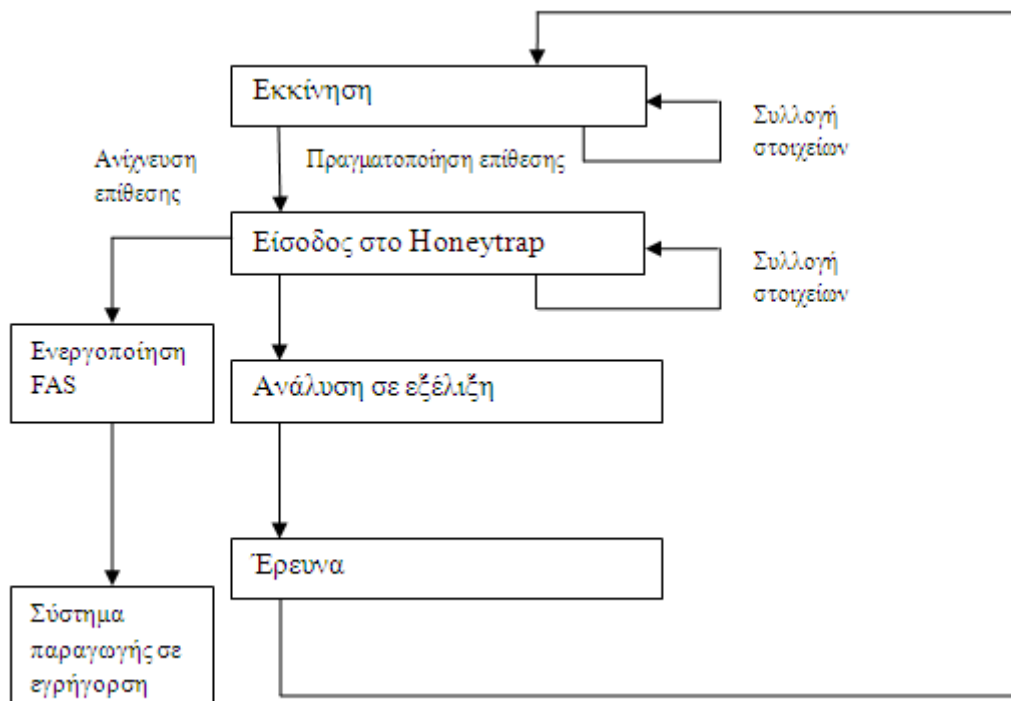 Εκκίνηση
Συλλογή
στοιχείων
Ανίχνευση
επίθεσης
Πραγματοποίηση επίθεσης
Είσοδος στο Honeytrap
Συλλογή
στοιχείων
Ενεργοποίηση
FAS
Ανάλυση σε εξέλιξη
Έρευνα
Σύστημα
παραγωγής σε
εγρήγορση